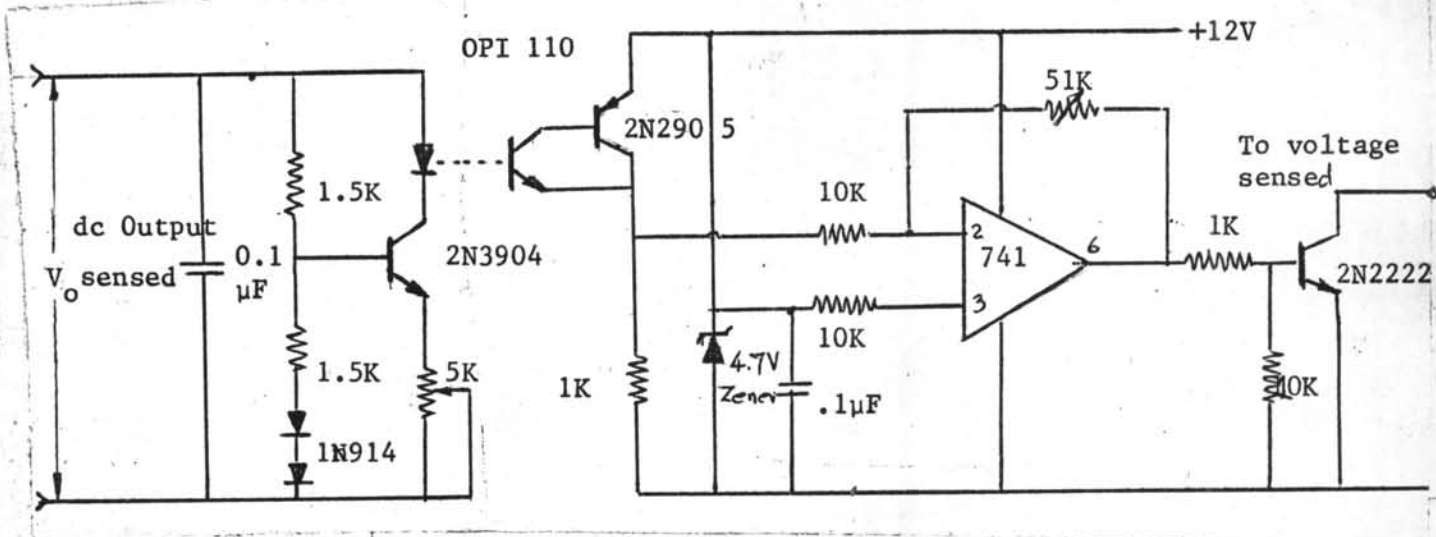 OPI 110
+12V
51K
2N290 5
To voltage
sensed
1.5K
10K
1K
dc Output
2
6
0.1
µF
2N3904
741
V_o sensed
2N2222
3
10K
1.5K
5K
1K
4.7V
Zener
.1µF
10K
1N914